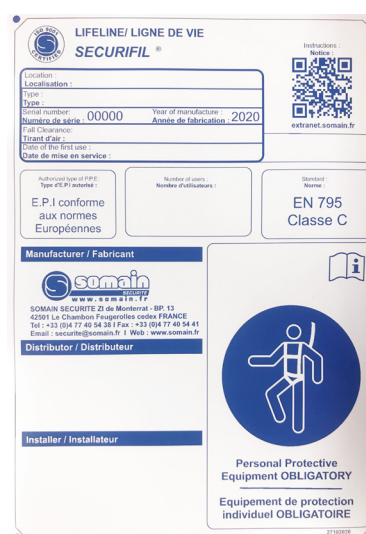 ISO 9001
CERTIFIED
LIFELINE/ LIGNE DE VIE
SECURIFIL ®
Instructions :
Notice :
extranet.somain.fr
Location :
Localisation :
Type :
Type :
Serial number: 00000 Year of manufacture : 2020
Numéro de série : Année de fabrication :
Fall Clearance:
Tirant d'air :
Date of the first use :
Date de mise en service :
Authorized type of P.P.E:
Type d'E.P.I autorisé :
E.P.I conforme
aux normes
Européennes
Number of users :
Nombre d'utilisateurs :
Standard :
Norme :
EN 795
Classe C
Manufacturer / Fabricant
somain
SECURITE
www.somain.fr
SOMAIN SECURITE ZI de Monterrat - BP. 13
42501 Le Chambon Feugerolles cedex FRANCE
Tel : +33 (0)4 77 40 54 38 I Fax : +33 (0)4 77 40 54 41
Email : securite@somain.fr I Web : www.somain.fr
Distributor / Distributeur
Installer / Installateur
i
Personal Protective
Equipment OBLIGATORY
Equipement de protection
individuel OBLIGATOIRE